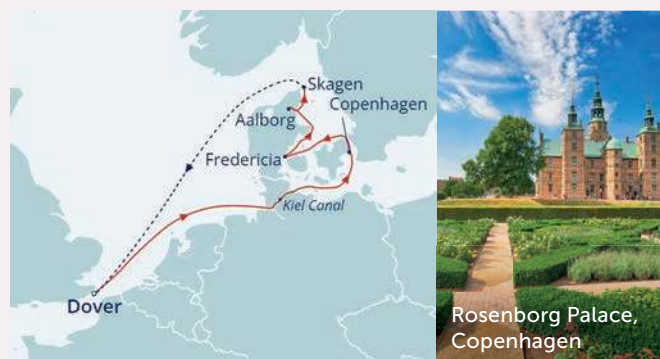 Skagen
Copenhagen
Aalborg
Fredericia
Kiel Canal
Dover
Rosenborg Palace,
Copenhagen